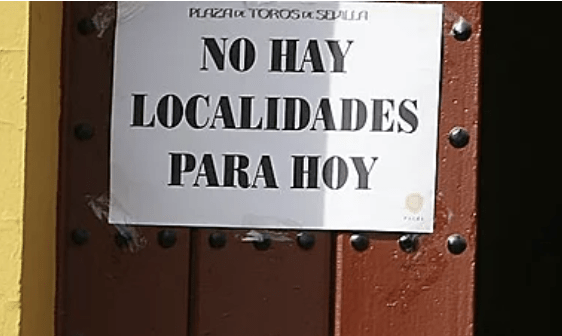 PLAZA DE TOROS DE SEVILLA
NO HAY
LOCALIDADES
PARA HOY